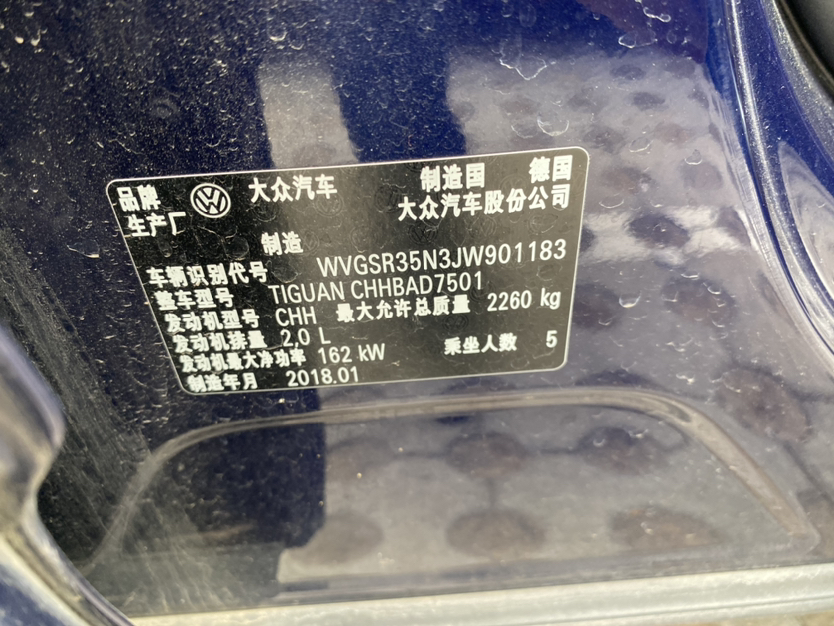 品牌 大众汽车 制造国 德国
生产厂 大众汽车股份公司
制造
车辆识别代号 WVGSR35N3JW901183
整车型号 TIGUAN CHHBAD7501
发动机型号 CHH 最大允许总质量 2260 kg
发动机排量 2,0 L
发动机最大净功率 162 kW 乘坐人数 5
制造年月 2018.01